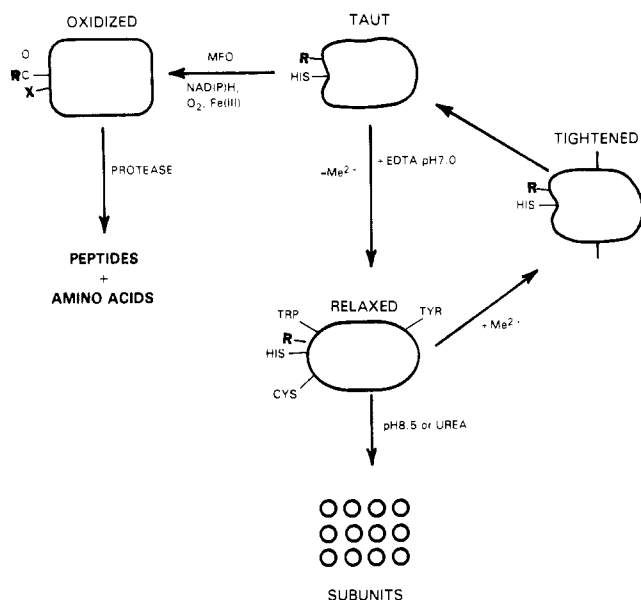 OXIDIZED
TAUT
O
RC
X
MFO
NAD(P)H,
O₂, Fe(III)
R
HIS
TIGHTENED
R
HIS
PROTEASE
-Me²⁺
+EDTA pH7.0
PEPTIDES
+
AMINO ACIDS
RELAXED
TRP
TYR
R
HIS
CYS
+Me²⁺
pH8.5 or UREA
SUBUNITS